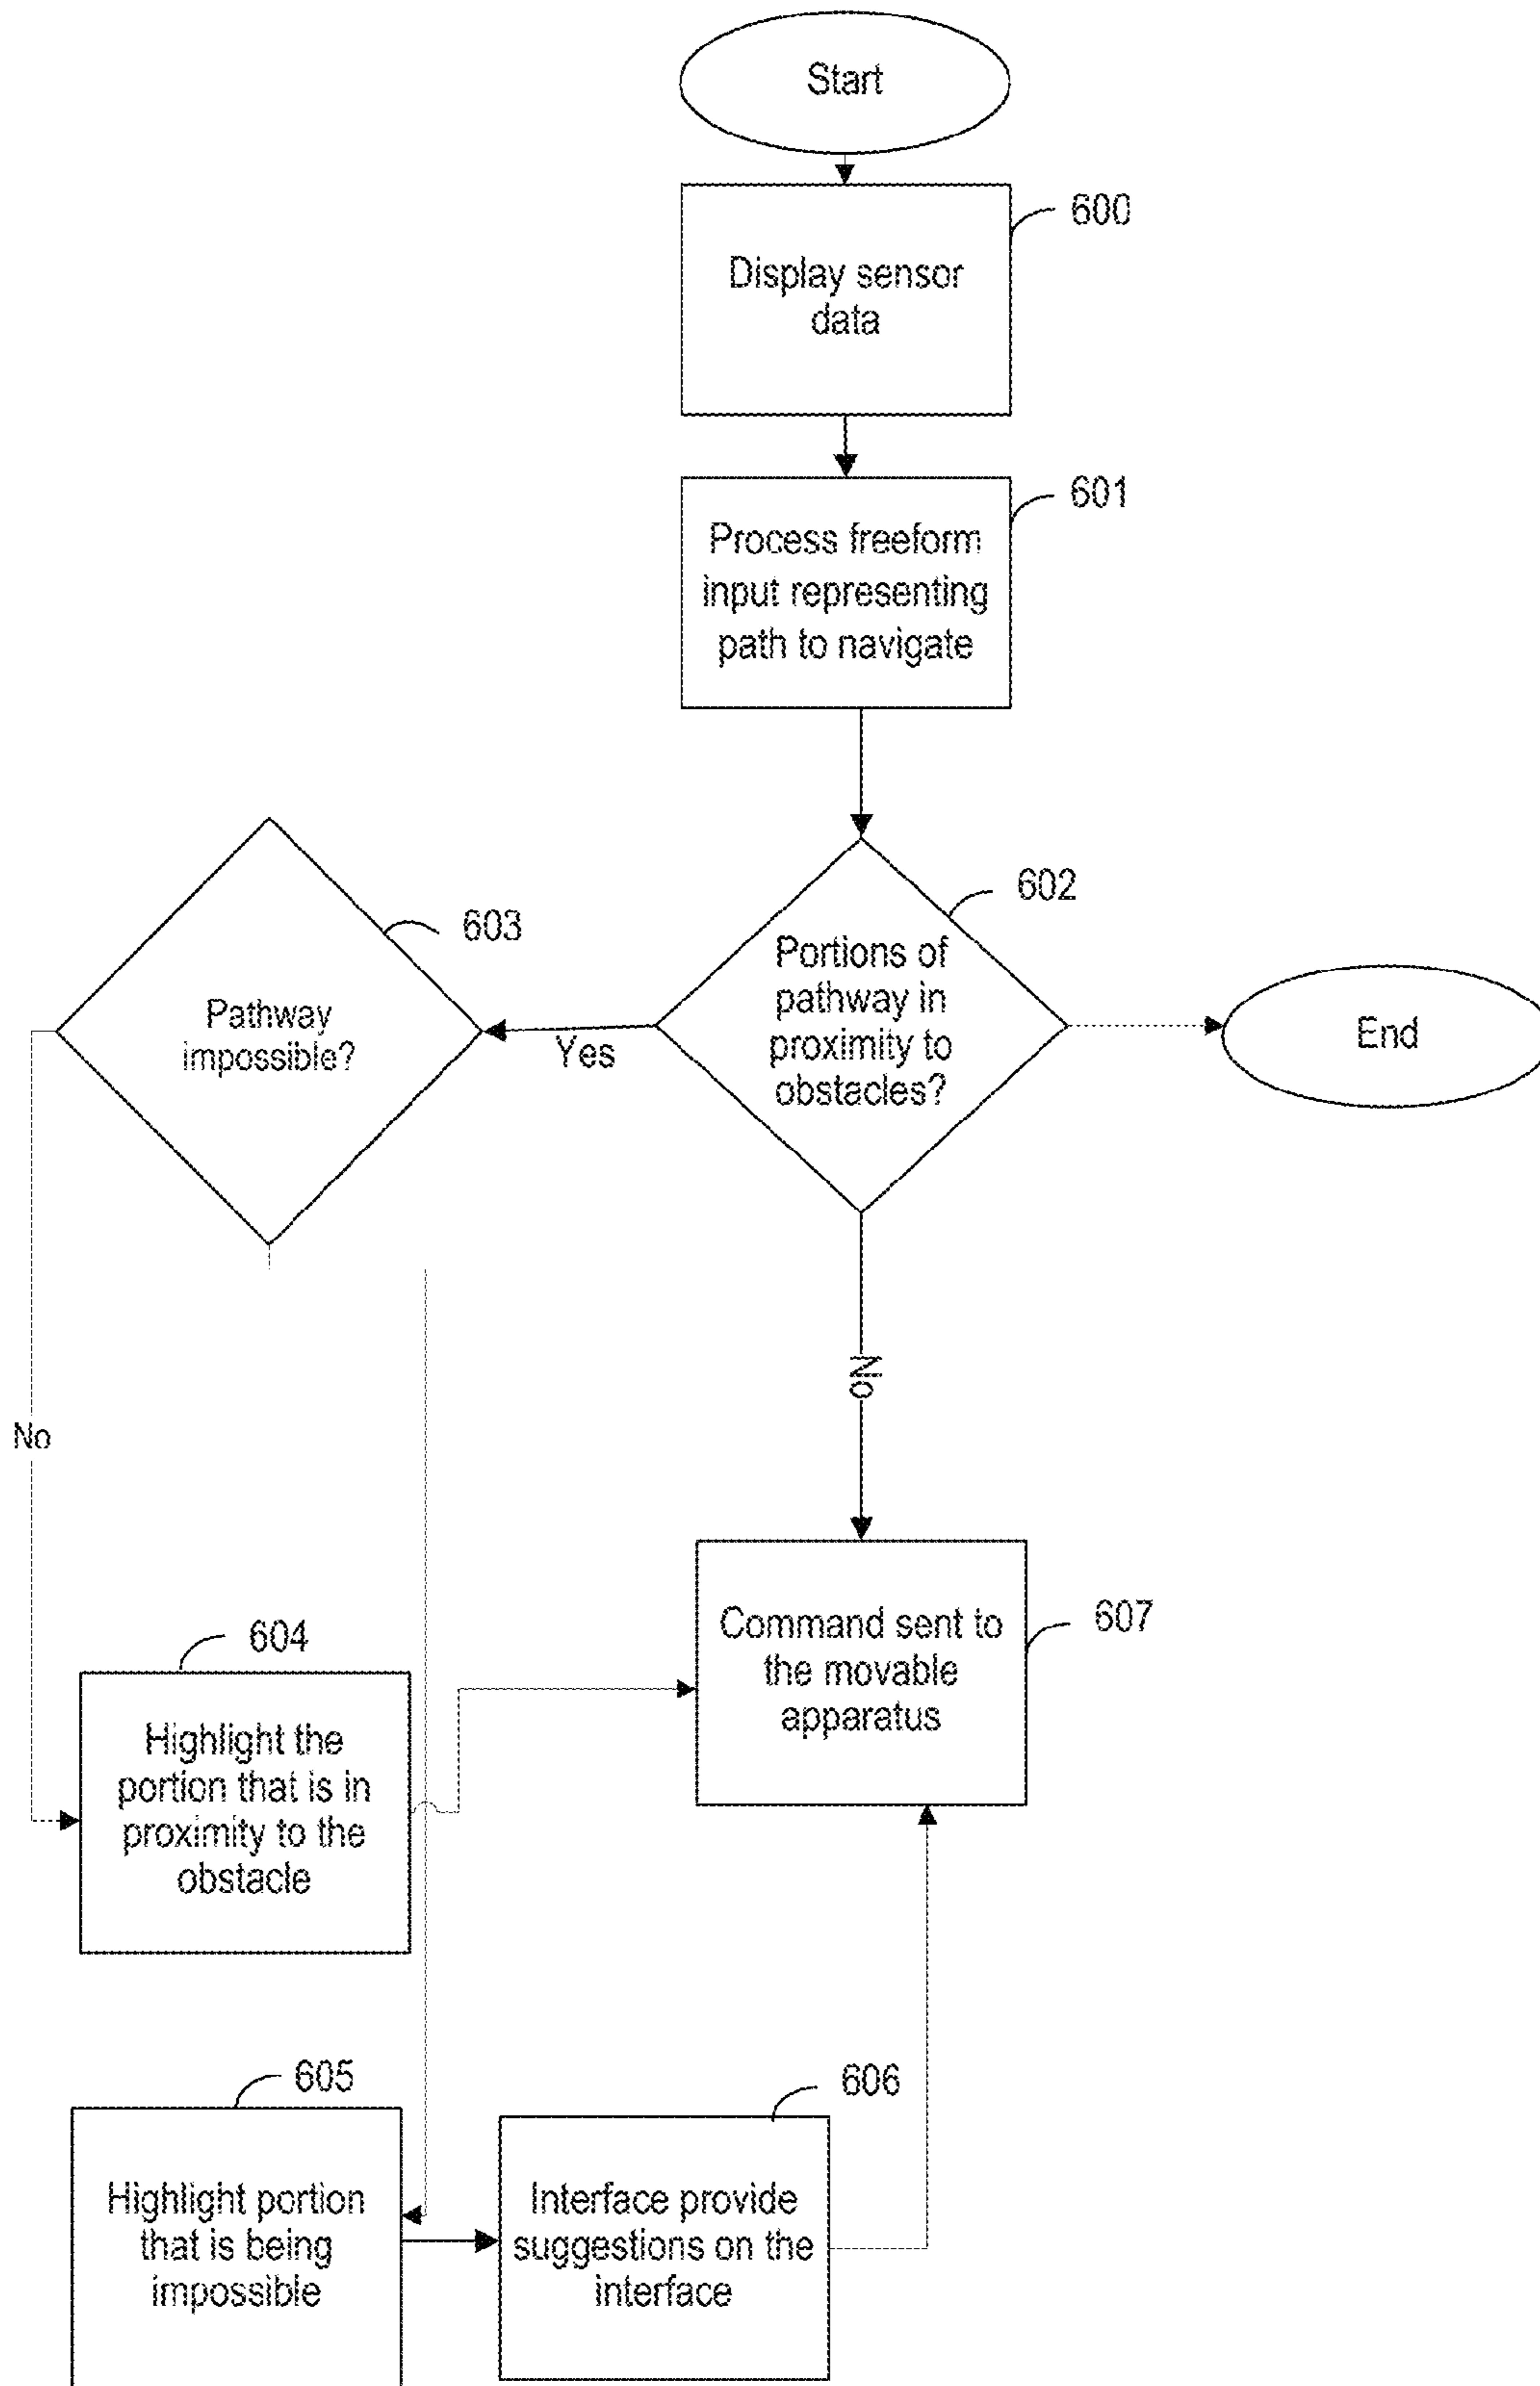 Start
600
Display sensor
data
601
Process freeform
input representing
path to navigate
602
603
Portions of
pathway in
proximity to
obstacles?
Pathway
impossible?
Yes
End
No
No
604
607
Command sent to
the movable
apparatus
Highlight the
portion that is in
proximity to the
obstacle
605
606
Highlight portion
that is being
impossible
Interface provide
suggestions on the
interface